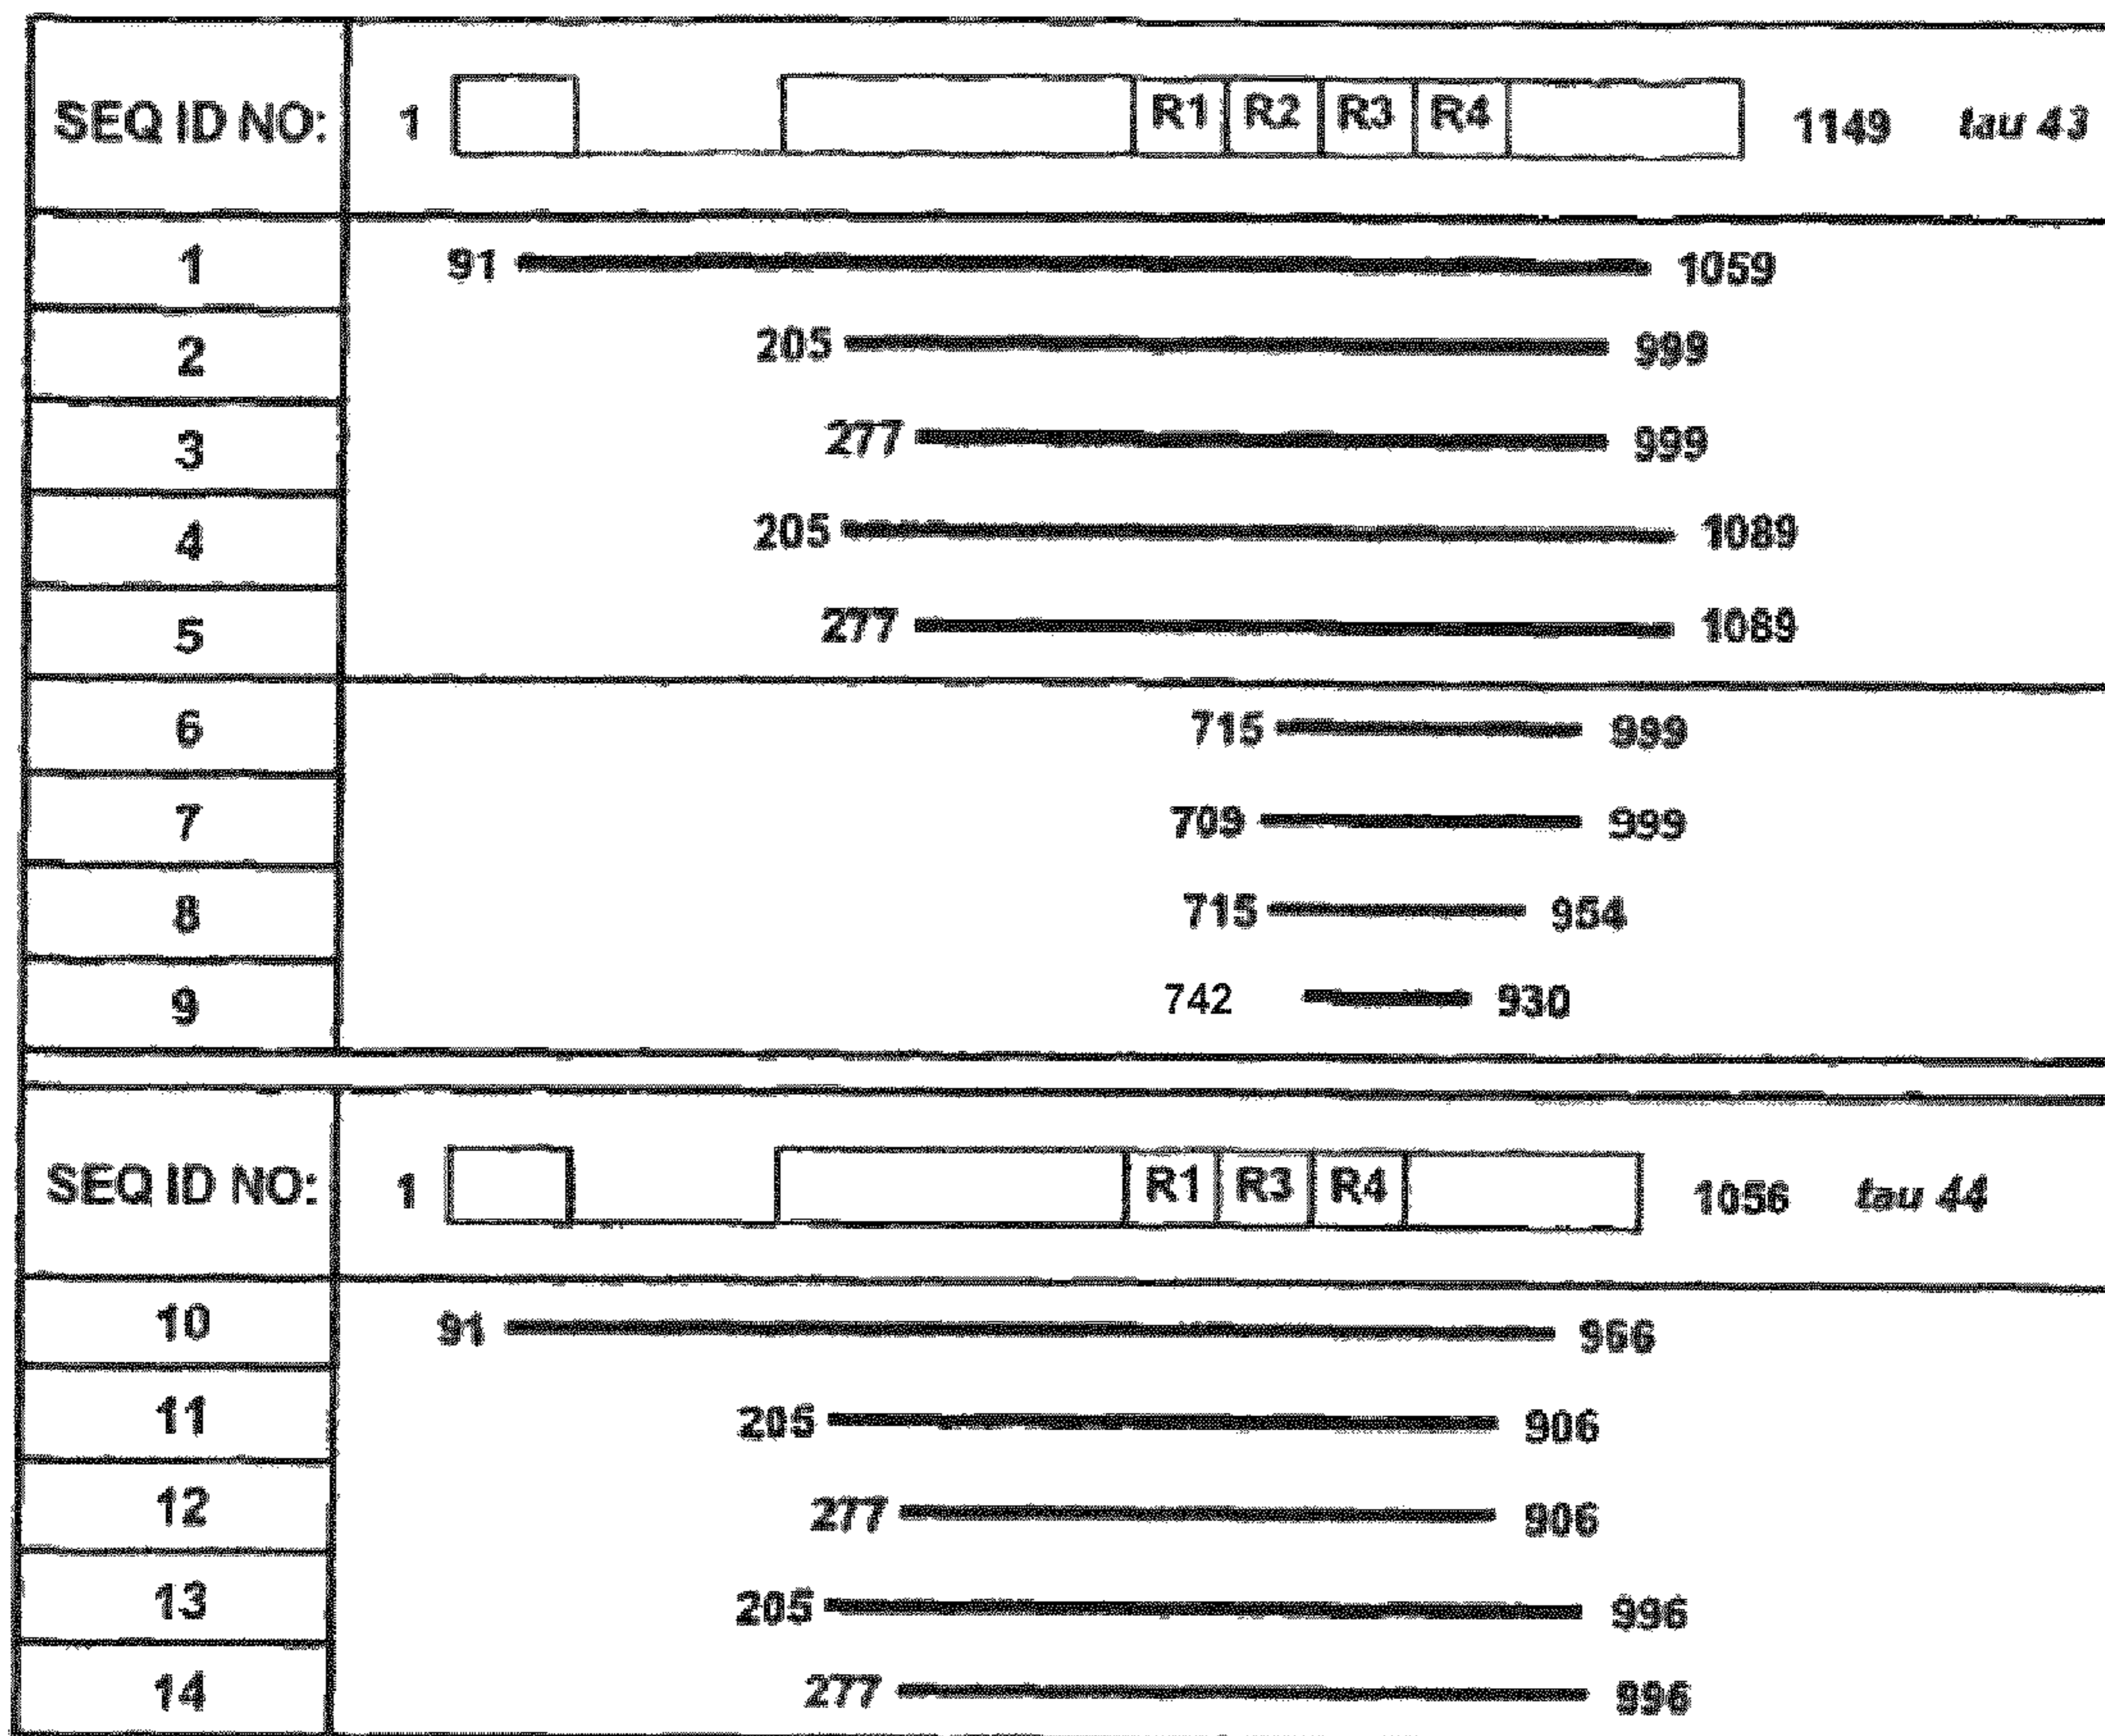 SEQ ID NO: 1 R1 R2 R3 R4 1149 tau 43
1 91 1059
2 205 999
3 277 999
4 205 1089
5 277 1089
6 715 999
7 709 999
8 715 954
9 742 930
SEQ ID NO: 1 R1 R3 R4 1056 tau 44
10 91 966
11 205 906
12 277 906
13 205 996
14 277 996